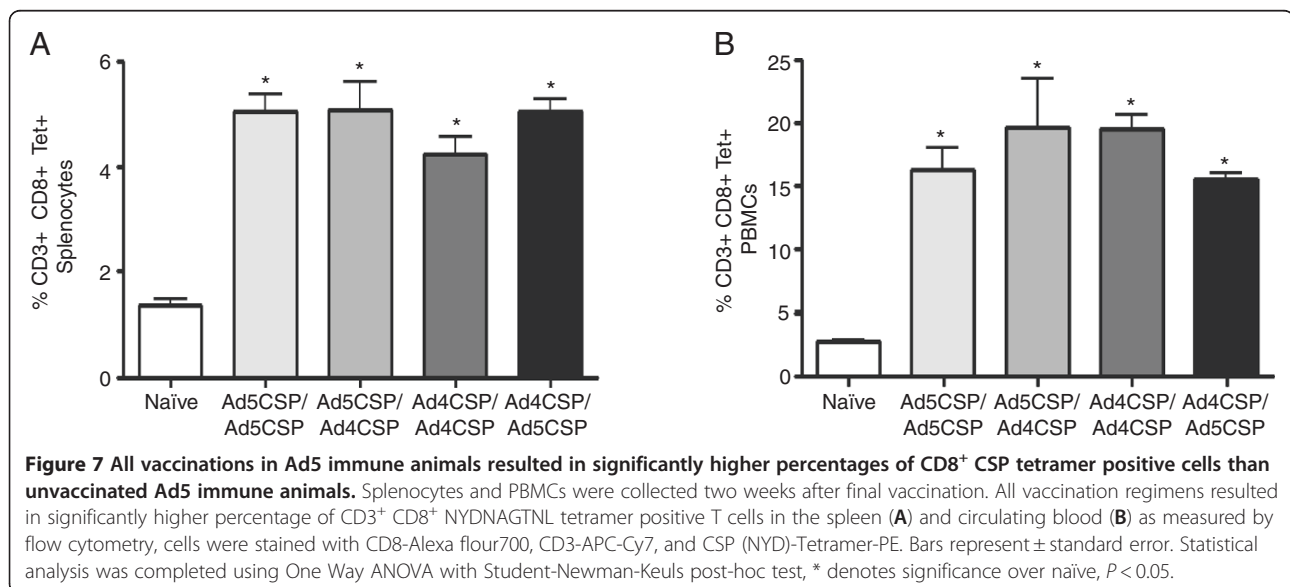 A
6
4
2
0
% CD3+ CD8+ Tet+
Splenocytes
*
*
*
*
Naïve
Ad5CSP/
Ad5CSP
Ad5CSP/
Ad4CSP
Ad4CSP/
Ad4CSP
Ad4CSP/
Ad5CSP
B
25
20
15
10
5
0
% CD3+ CD8+ Tet+
PBMCs
*
*
*
*
Naïve
Ad5CSP/
Ad5CSP
Ad5CSP/
Ad4CSP
Ad4CSP/
Ad4CSP
Ad4CSP/
Ad5CSP
Figure 7 All vaccinations in Ad5 immune animals resulted in significantly higher percentages of CD8⁺ CSP tetramer positive cells than
unvaccinated Ad5 immune animals. Splenocytes and PBMCs were collected two weeks after final vaccination. All vaccination regimens resulted
in significantly higher percentage of CD3⁺ CD8⁺ NYDNAGTNL tetramer positive T cells in the spleen (A) and circulating blood (B) as measured by
flow cytometry, cells were stained with CD8-Alexa flour700, CD3-APC-Cy7, and CSP (NYD)-Tetramer-PE. Bars represent ± standard error. Statistical
analysis was completed using One Way ANOVA with Student-Newman-Keuls post-hoc test, * denotes significance over naïve, P < 0.05.